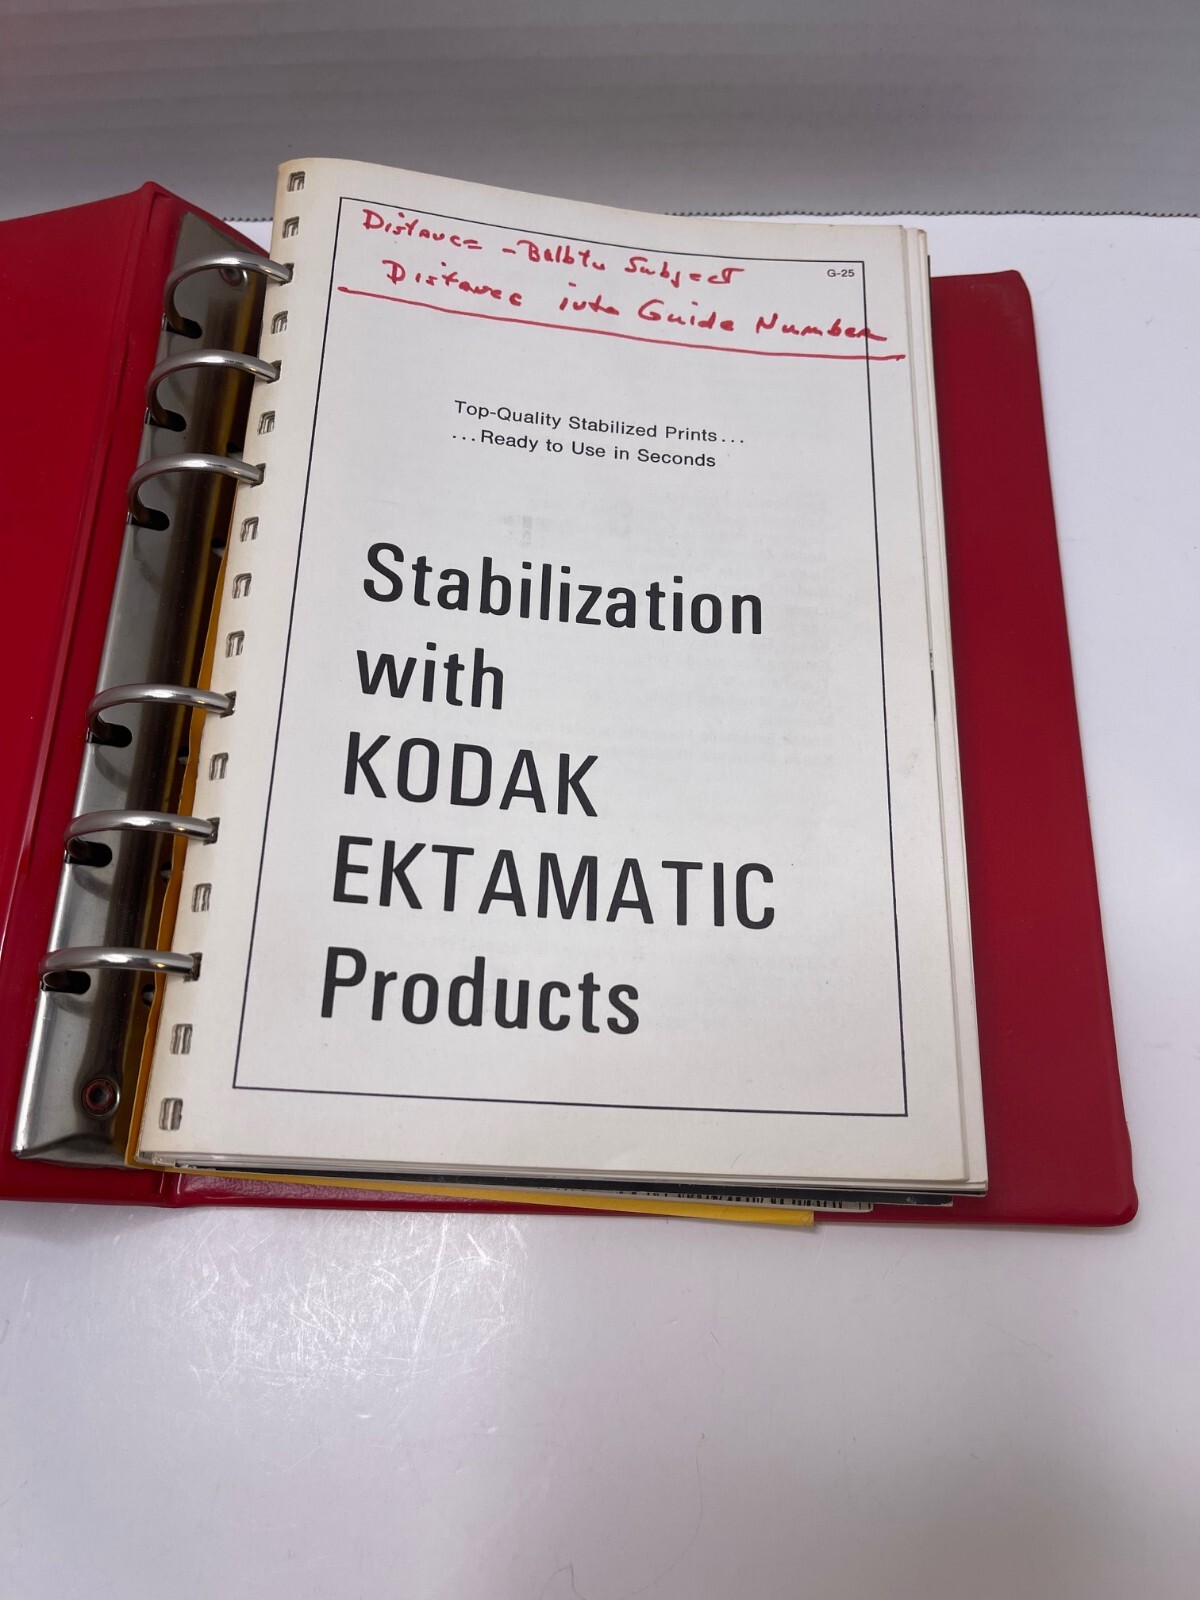 Distance - Bulb to Subject
Distance into Guide Number
G-25
Top-Quality Stabilized Prints...
...Ready to Use in Seconds
Stabilization
with
KODAK
EKTAMATIC
Products